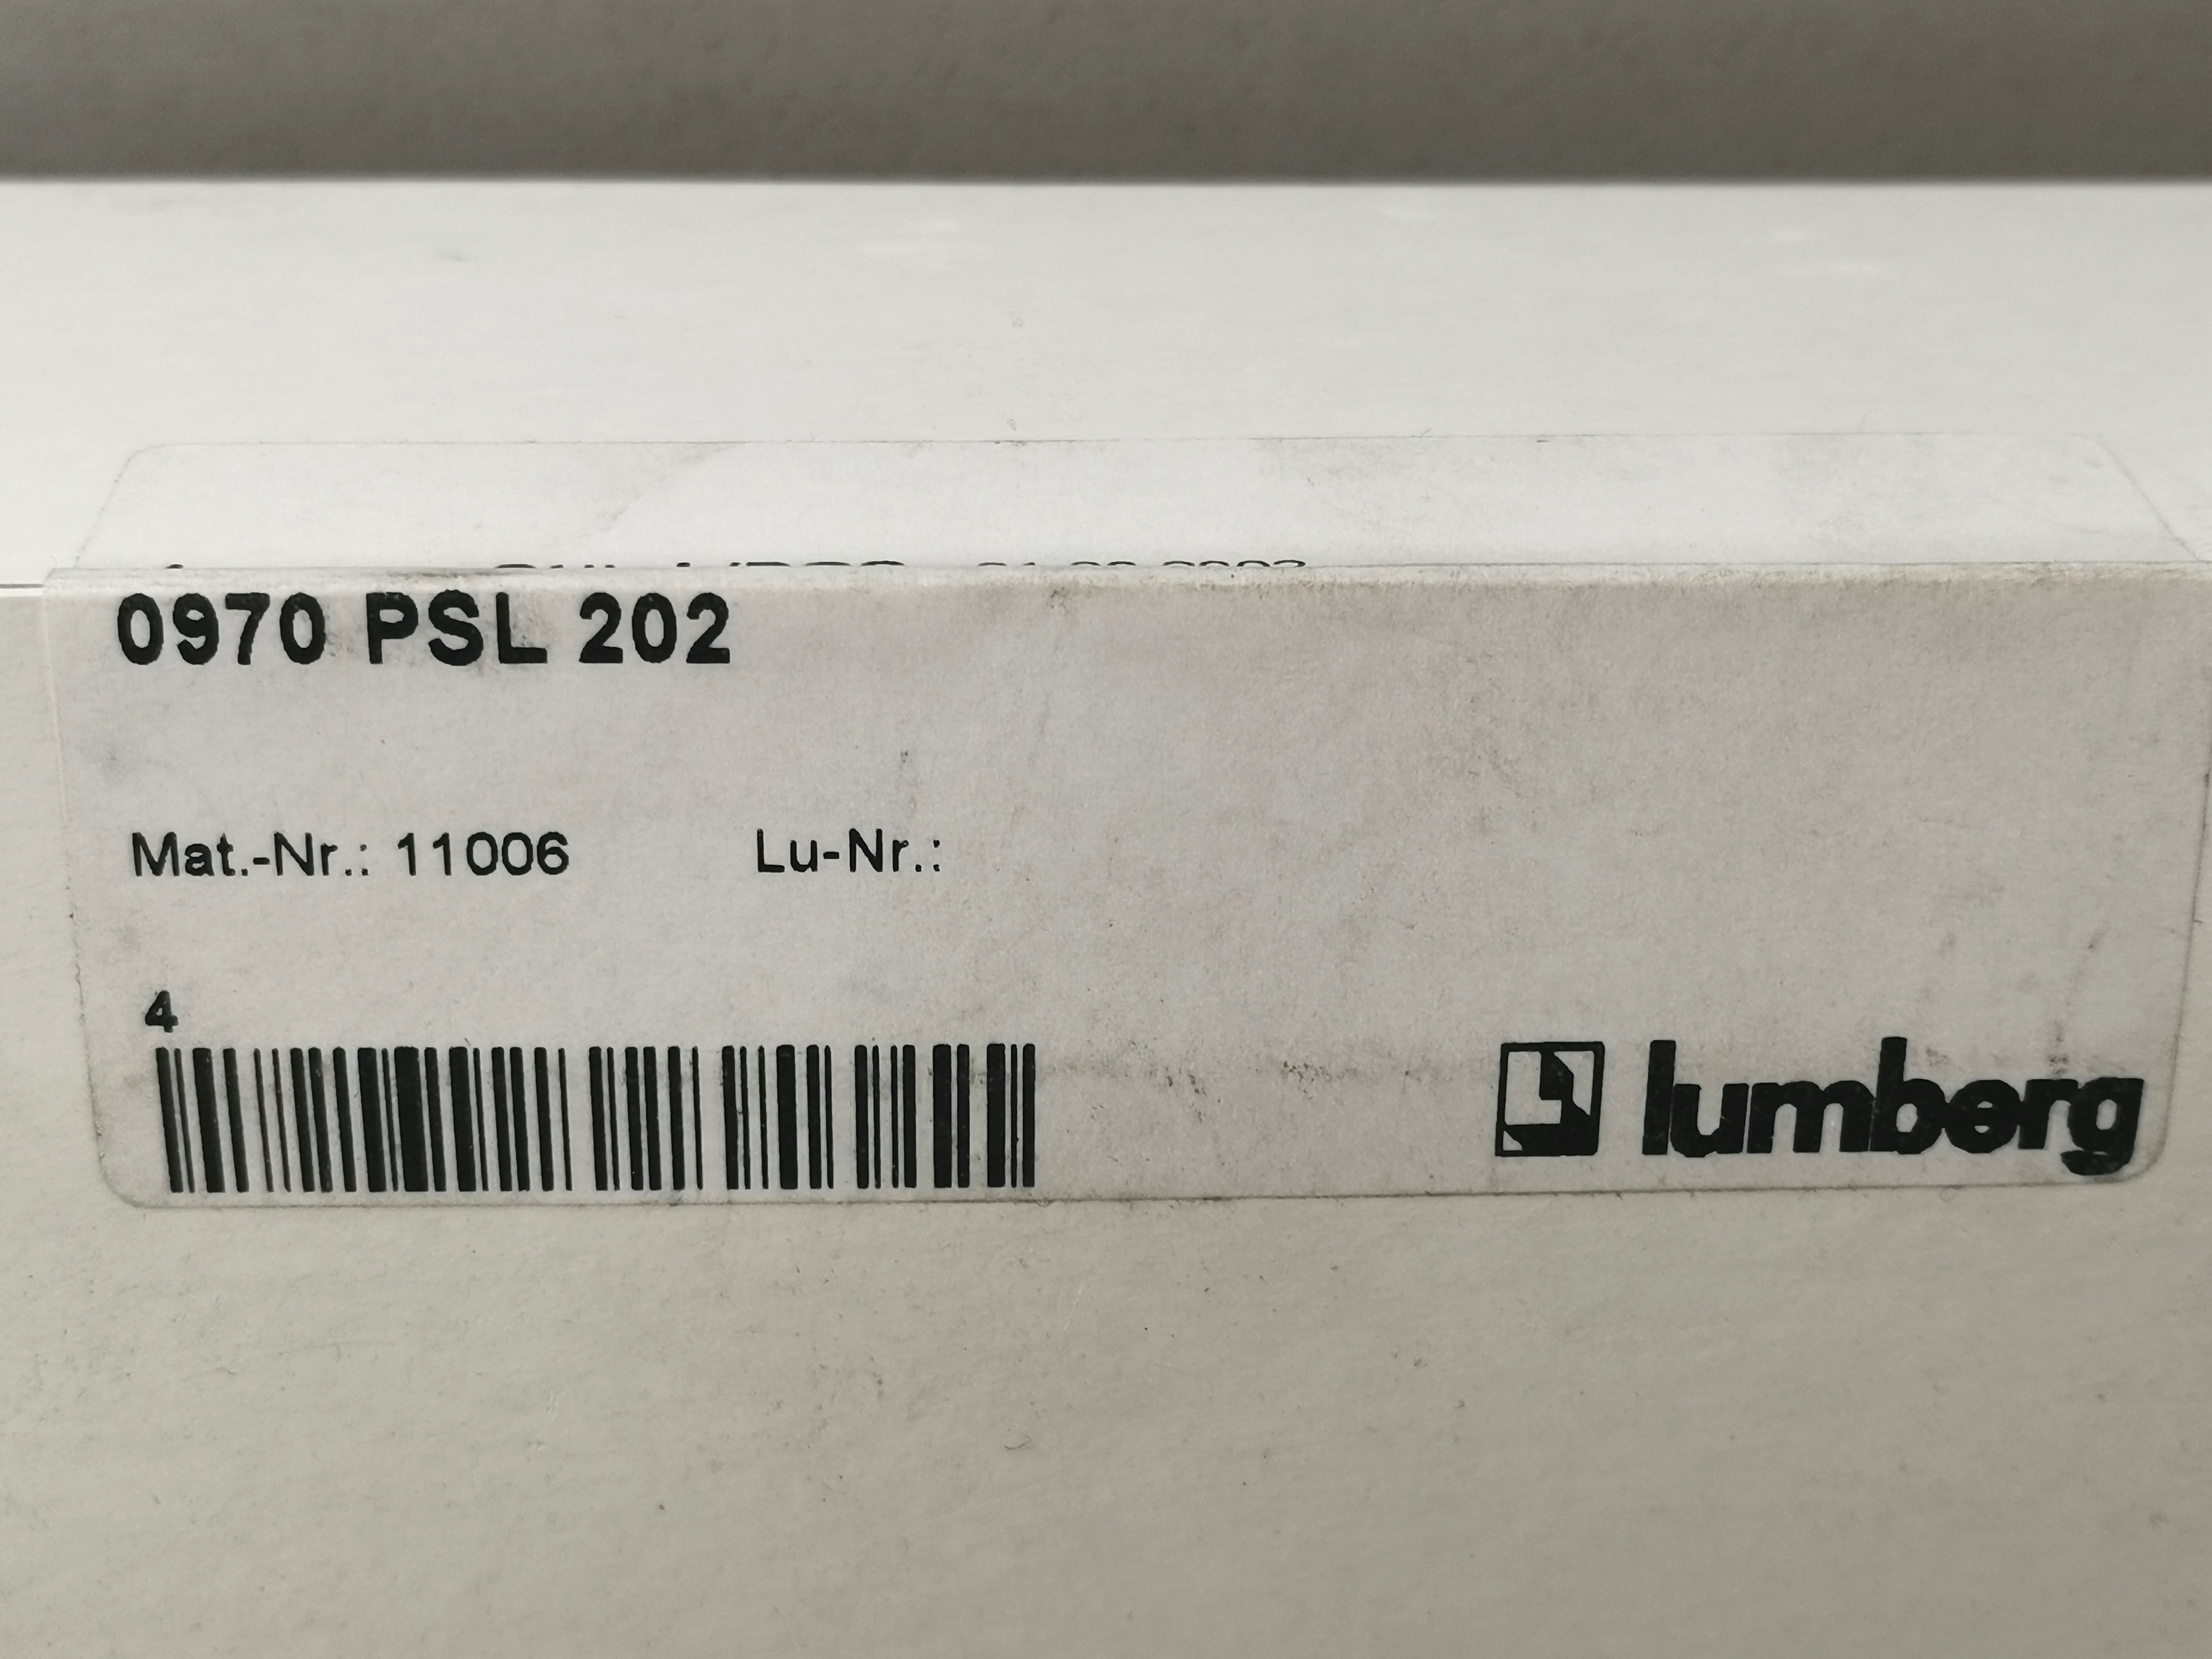 0970 PSL 202
Mat.-Nr.: 11006 Lu-Nr.:
4
lumberg